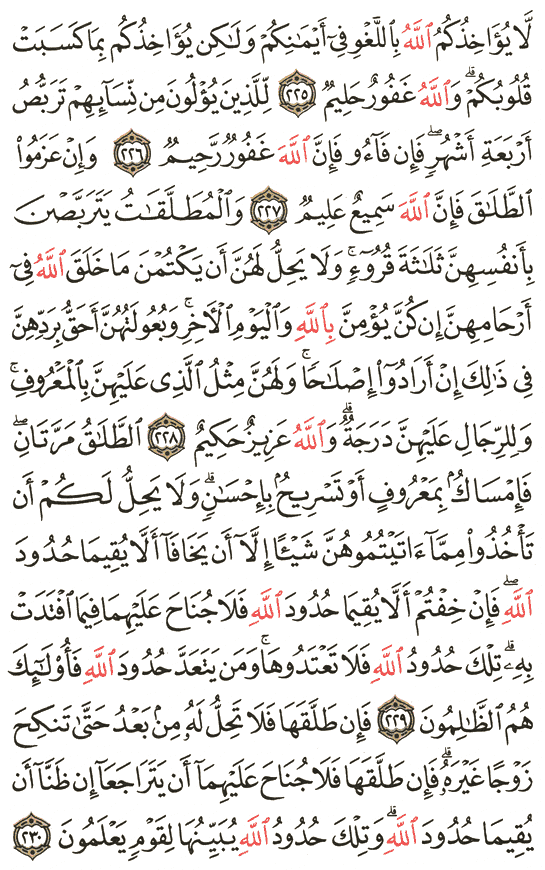 لَّا يُؤَاخِذُكُمُ ٱللَّهُ بِٱللَّغْوِ فِىٓ أَيْمَٰنِكُمْ وَلَٰكِن يُؤَاخِذُكُم بِمَا كَسَبَتْ
قُلُوبُكُمْ ۗ وَٱللَّهُ غَفُورٌ حَلِيمٌ ٢٢٥ لِّلَّذِينَ يُؤْلُونَ مِن نِّسَآئِهِمْ تَرَبُّصُ
أَرْبَعَةِ أَشْهُرٍ ۖ فَإِن فَآءُو فَإِنَّ ٱللَّهَ غَفُورٌ رَّحِيمٌ ٢٢٦ وَإِنْ عَزَمُوا۟
ٱلطَّلَٰقَ فَإِنَّ ٱللَّهَ سَمِيعٌ عَلِيمٌ ٢٢٧ وَٱلْمُطَلَّقَٰتُ يَتَرَبَّصْنَ
بِأَنفُسِهِنَّ ثَلَٰثَةَ قُرُوٓءٍ ۚ وَلَا يَحِلُّ لَهُنَّ أَن يَكْتُمْنَ مَا خَلَقَ ٱللَّهُ فِىٓ
أَرْحَامِهِنَّ إِن كُنَّ يُؤْمِنَّ بِٱللَّهِ وَٱلْيَوْمِ ٱلْءَاخِرِ ۚ وَبُعُولَتُهُنَّ أَحَقُّ بِرَدِّهِنَّ
فِى ذَٰلِكَ إِنْ أَرَادُوٓا۟ إِصْلَٰحًا ۚ وَلَهُنَّ مِثْلُ ٱلَّذِى عَلَيْهِنَّ بِٱلْمَعْرُوفِ ۚ
وَلِلرِّجَالِ عَلَيْهِنَّ دَرَجَةٌ ۗ وَٱللَّهُ عَزِيزٌ حَكِيمٌ ٢٢٨ ٱلطَّلَٰقُ مَرَّتَانِ ۖ
فَإِمْسَاكٌۢ بِمَعْرُوفٍ أَوْ تَسْرِيحٌۢ بِإِحْسَٰنٍ ۗ وَلَا يَحِلُّ لَكُمْ أَن
تَأْخُذُوا۟ مِمَّآ ءَاتَيْتُمُوهُنَّ شَيْـًٔا إِلَّآ أَن يَخَافَآ أَلَّا يُقِيمَا حُدُودَ
ٱللَّهِ ۖ فَإِنْ خِفْتُمْ أَلَّا يُقِيمَا حُدُودَ ٱللَّهِ فَلَا جُنَاحَ عَلَيْهِمَا فِيمَا ٱفْتَدَتْ
بِهِۦ ۗ تِلْكَ حُدُودُ ٱللَّهِ فَلَا تَعْتَدُوهَا ۚ وَمَن يَتَعَدَّ حُدُودَ ٱللَّهِ فَأُو۟لَٰٓئِكَ
هُمُ ٱلظَّٰلِمُونَ ٢٢٩ فَإِن طَلَّقَهَا فَلَا تَحِلُّ لَهُۥ مِنۢ بَعْدُ حَتَّىٰ تَنكِحَ
زَوْجًا غَيْرَهُۥ ۗ فَإِن طَلَّقَهَا فَلَا جُنَاحَ عَلَيْهِمَآ أَن يَتَرَاجَعَآ إِن ظَنَّآ أَن
يُقِيمَا حُدُودَ ٱللَّهِ ۗ وَتِلْكَ حُدُودُ ٱللَّهِ يُبَيِّنُهَا لِقَوْمٍ يَعْلَمُونَ ٢٣٠